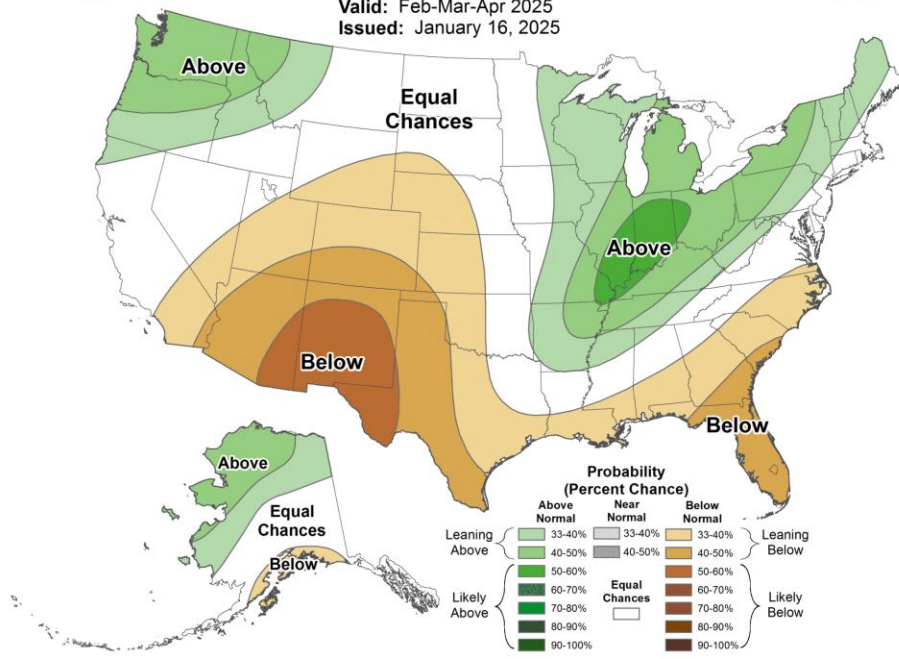 Valid: Feb-Mar-Apr 2025
Issued: January 16, 2025
Above
Equal
Chances
Above
Below
Below
Above
Equal
Chances
Below
Probability
(Percent Chance)
Above
Normal
Near
Normal
Below
Normal
Leaning
Above
33-40%
33-40%
33-40%
Leaning
Below
40-50%
40-50%
40-50%
Likely
Above
50-60%
50-60%
Likely
Below
60-70%
60-70%
Equal
Chances
70-80%
70-80%
80-90%
80-90%
90-100%
90-100%